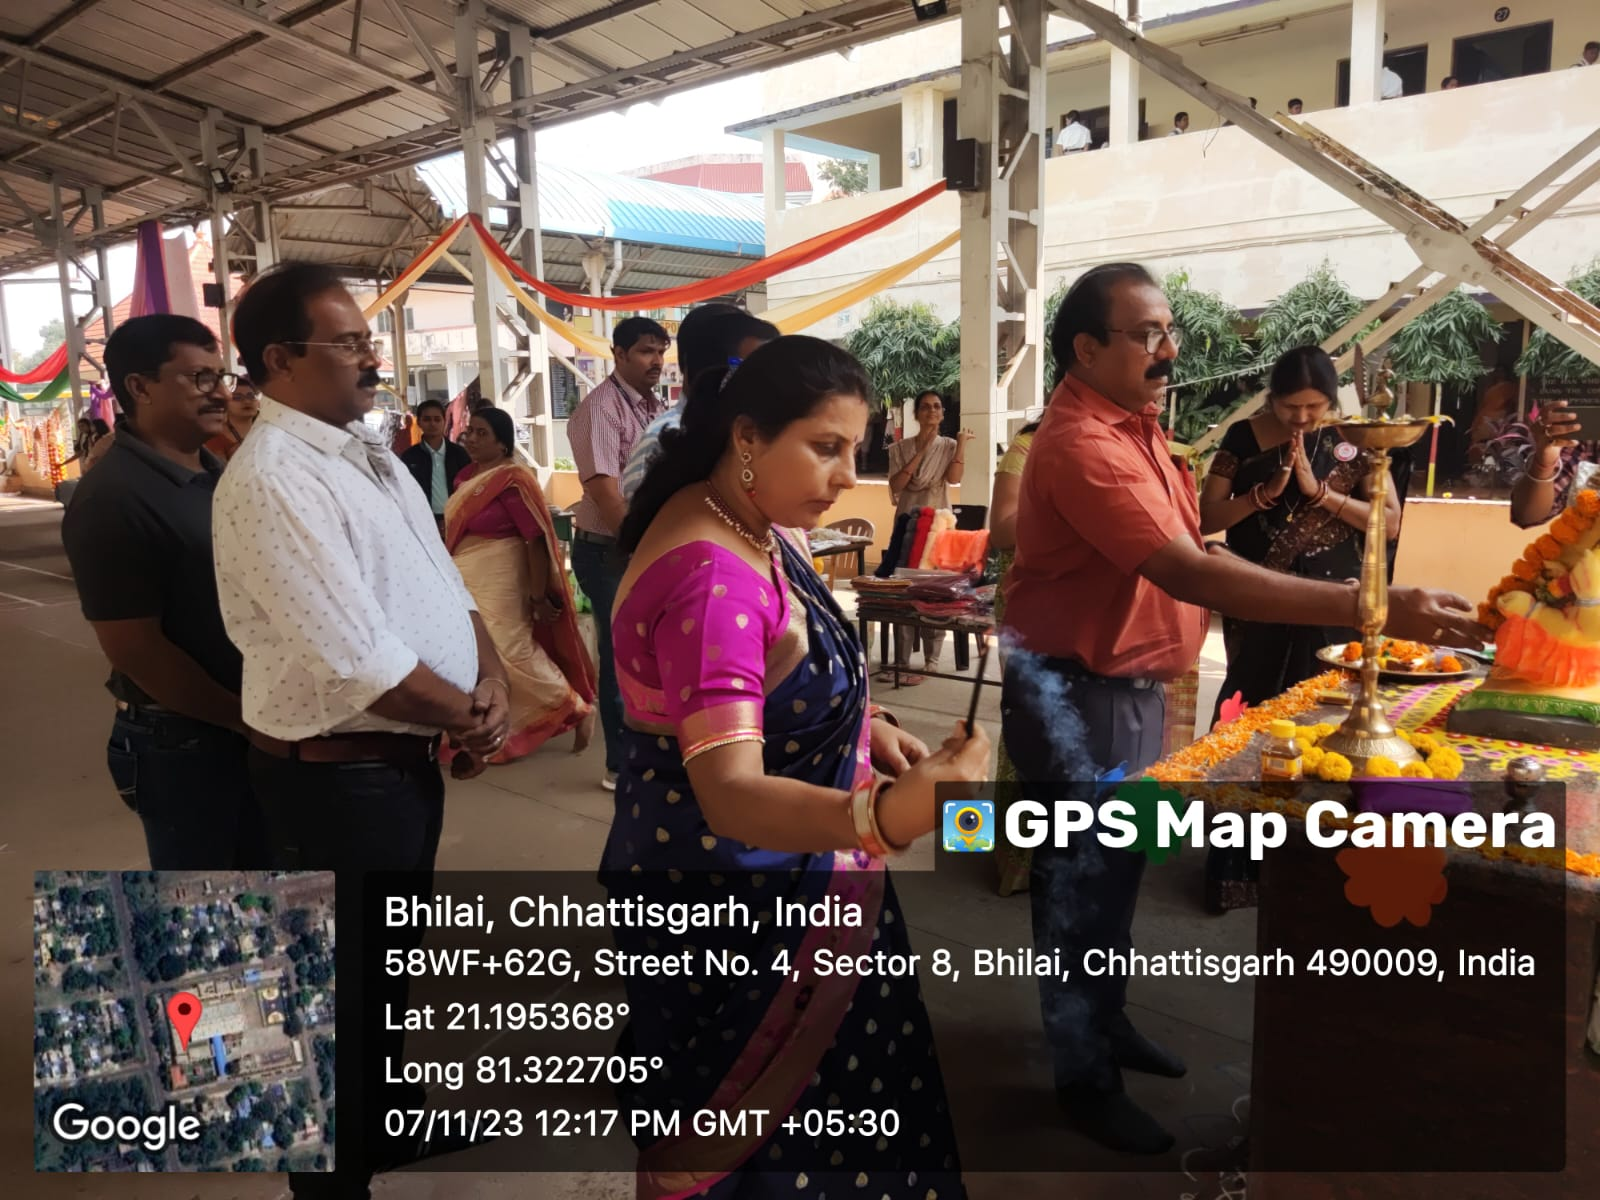 27
GPS Map Camera
Bhilai, Chhattisgarh, India
58WF+62G, Street No. 4, Sector 8, Bhilai, Chhattisgarh 490009, India
Lat 21.195368°
Long 81.322705°
07/11/23 12:17 PM GMT +05:30
Google